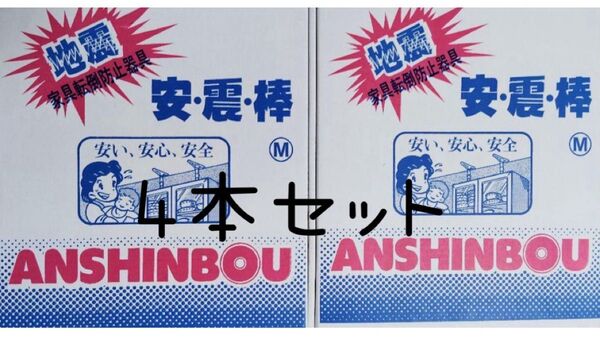 地震
家具転倒防止器具
安・震・棒
安い、安心、安全
M
ANSHINBOU
地震
家具転倒防止器具
安・震・棒
安い、安心、安全
M
ANSHINBOU
4本セット